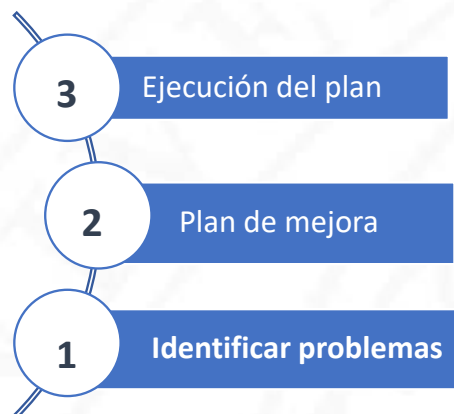 3
Ejecución del plan
2
Plan de mejora
1
Identificar problemas